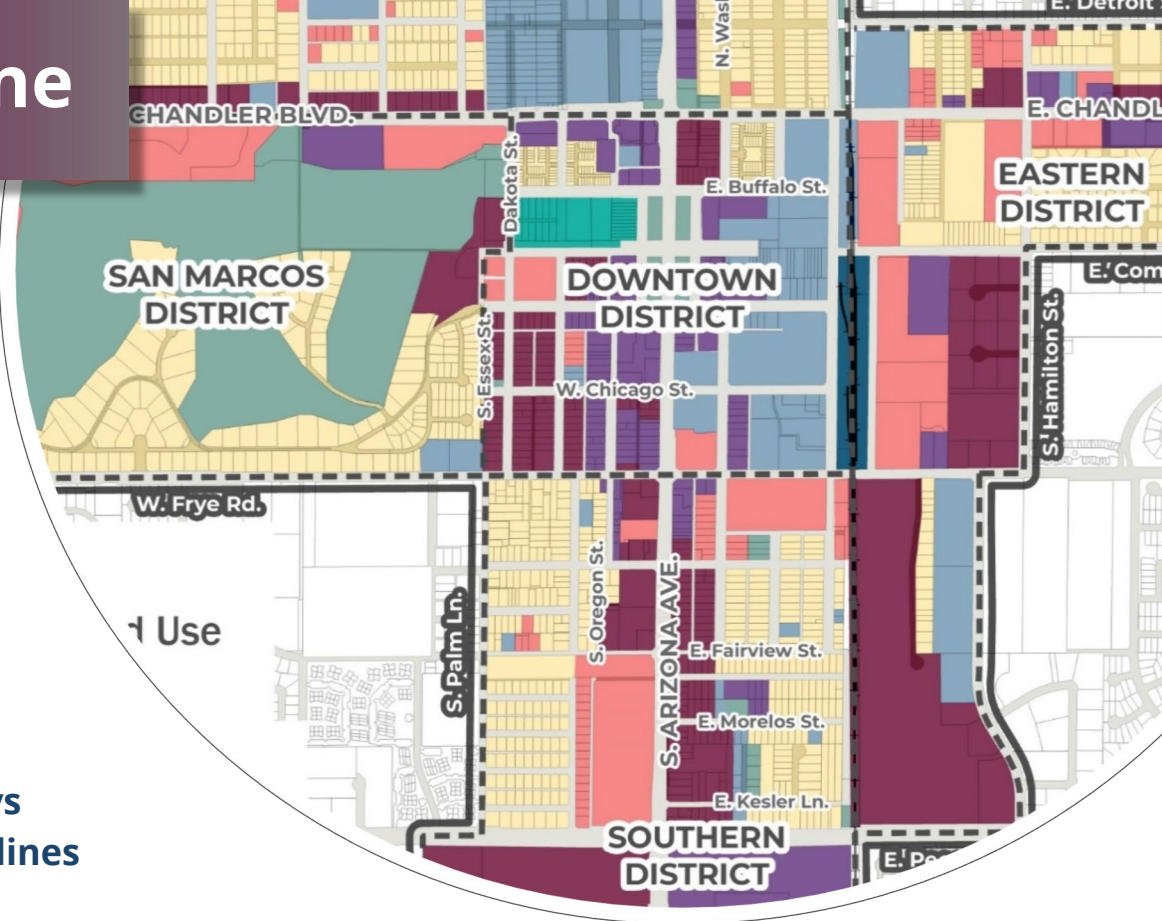 E. Detroit
N. Was
ne
CHANDLER BLVD.
E. CHANDL
Dakota St.
E. Buffalo St.
EASTERN
DISTRICT
SAN MARCOS
DISTRICT
DOWNTOWN
DISTRICT
E. Com
S. Essex St.
S. Hamilton St.
W. Chicago St.
W. Frye Rd.
S. Oregon St.
S. ARIZONA AVE.
d Use
S. Palm Ln.
E. Fairview St.
E. Morelos St.
ys
lines
E. Kesler Ln.
SOUTHERN
DISTRICT
E. Pe